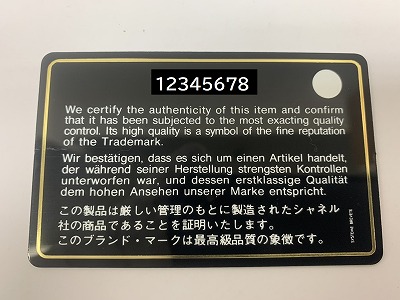 12345678
We certify the authenticity of this item and confirm
that it has been subjected to the most exacting quality
control. Its high quality is a symbol of the fine reputation
of the Trademark.
Wir bestätigen, dass es sich um einen Artikel handelt,
der während seiner Herstellung strengsten Kontrollen
unterworfen war, und dessen erstklassige Qualität
dem hohen Ansehen unserer Marke entspricht.
この製品は厳しい管理のもとに製造されたシャネル
社の商品であることを証明いたします。
このブランド・マークは最高級品質の象徴です。